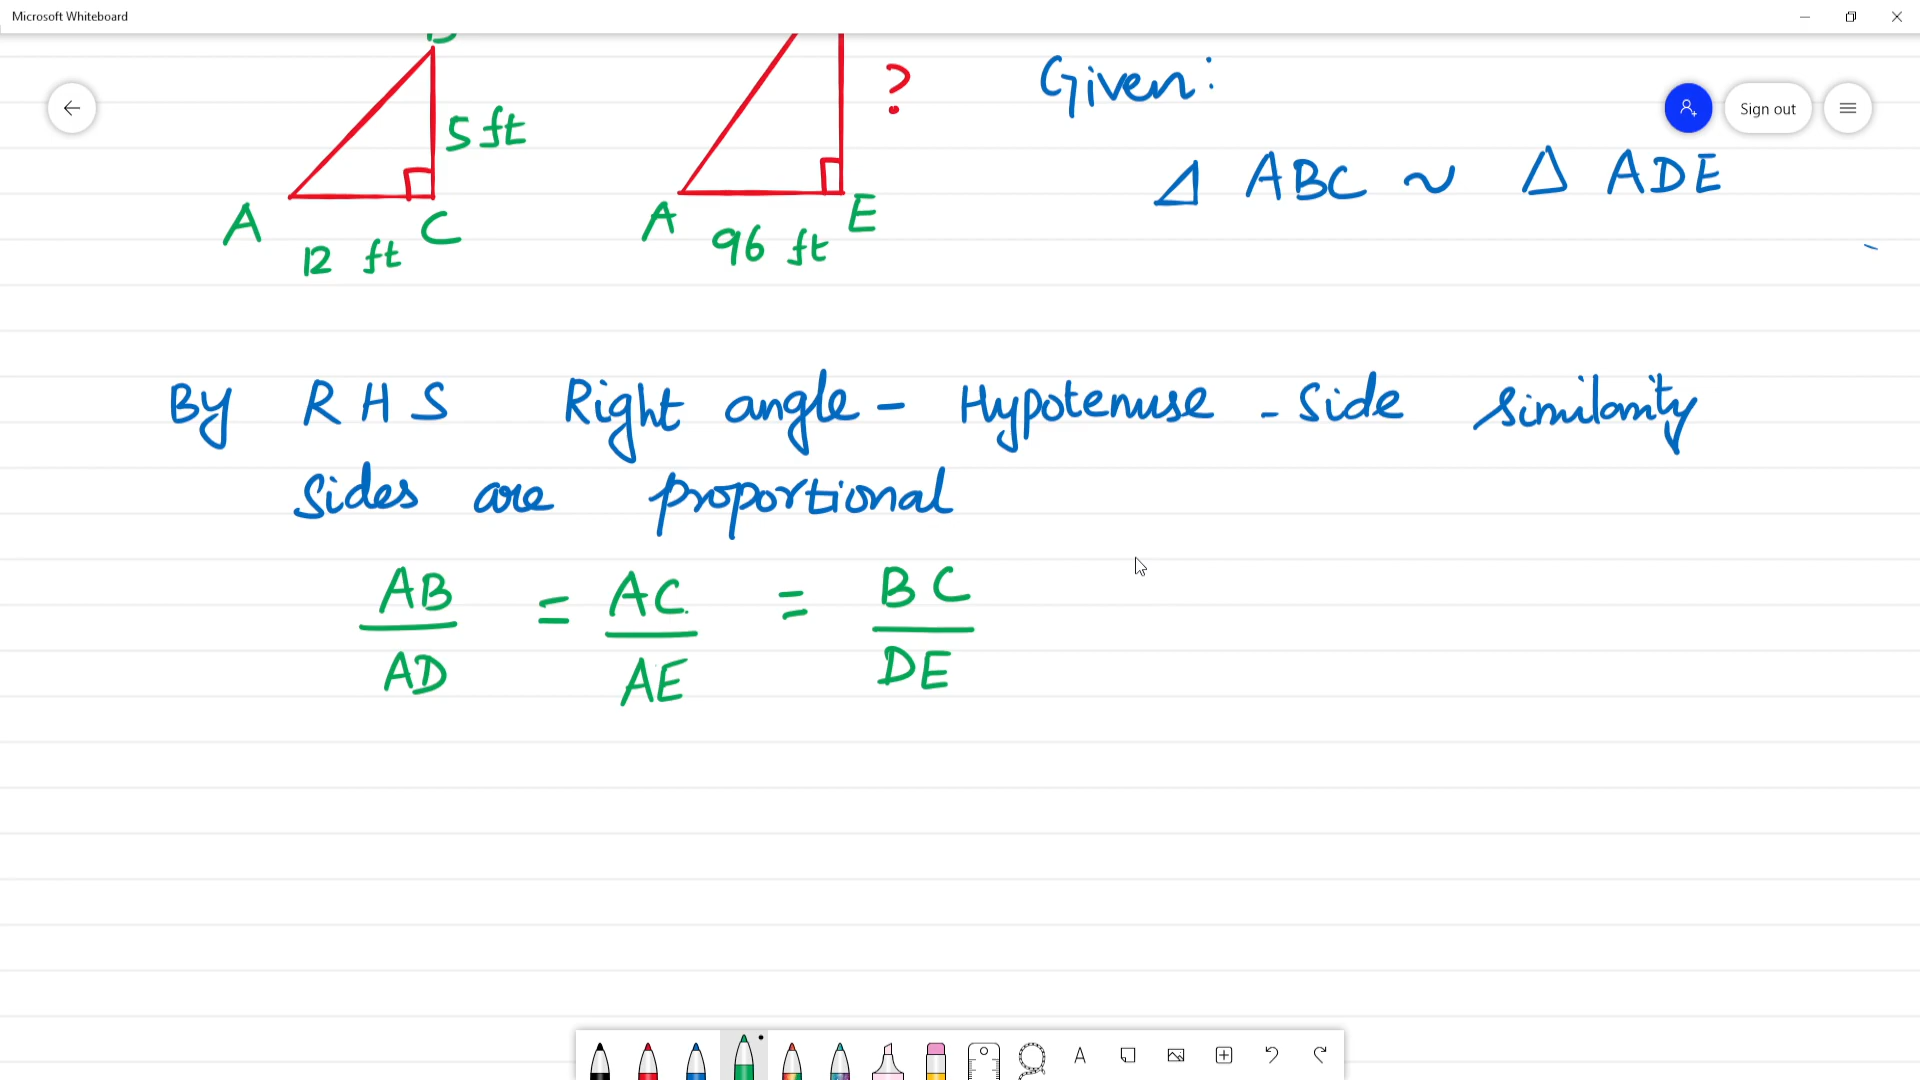 Microsoft Whiteboard
?
Given:
Sign out
5 ft
Δ ABC ~ Δ ADE
A
C
A
E
12 ft
96 ft
By RHS Right angle - Hypotenuse - Side similarity
Sides are proportional
AB = AC = BC
AD AE DE
A